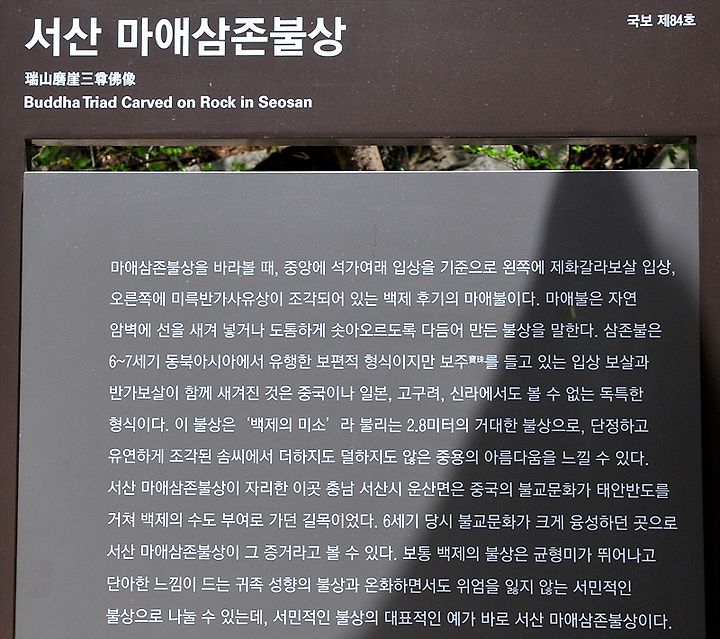 서산 마애삼존불상
국보 제84호
瑞山磨崖三尊佛像
Buddha Triad Carved on Rock in Seosan
마애삼존불상을 바라볼 때, 중앙에 석가여래 입상을 기준으로 왼쪽에 제화갈라보살 입상,
오른쪽에 미륵반가사유상이 조각되어 있는 백제 후기의 마애불이다. 마애불은 자연
암벽에 선을 새겨 넣거나 도톰하게 솟아오르도록 다듬어 만든 불상을 말한다. 삼존불은
6~7세기 동북아시아에서 유행한 보편적 형식이지만 보주寶珠를 들고 있는 입상 보살과
반가보살이 함께 새겨진 것은 중국이나 일본, 고구려, 신라에서도 볼 수 없는 독특한
형식이다. 이 불상은 ‘백제의 미소’라 불리는 2.8미터의 거대한 불상으로, 단정하고
유연하게 조각된 솜씨에서 더하지도 덜하지도 않은 중용의 아름다움을 느낄 수 있다.
서산 마애삼존불상이 자리한 이곳 충남 서산시 운산면은 중국의 불교문화가 태안반도를
거쳐 백제의 수도 부여로 가던 길목이었다. 6세기 당시 불교문화가 크게 융성하던 곳으로
서산 마애삼존불상이 그 증거라고 볼 수 있다. 보통 백제의 불상은 균형미가 뛰어나고
단아한 느낌이 드는 귀족 성향의 불상과 온화하면서도 위엄을 잃지 않는 서민적인
불상으로 나눌 수 있는데, 서민적인 불상의 대표적인 예가 바로 서산 마애삼존불상이다.